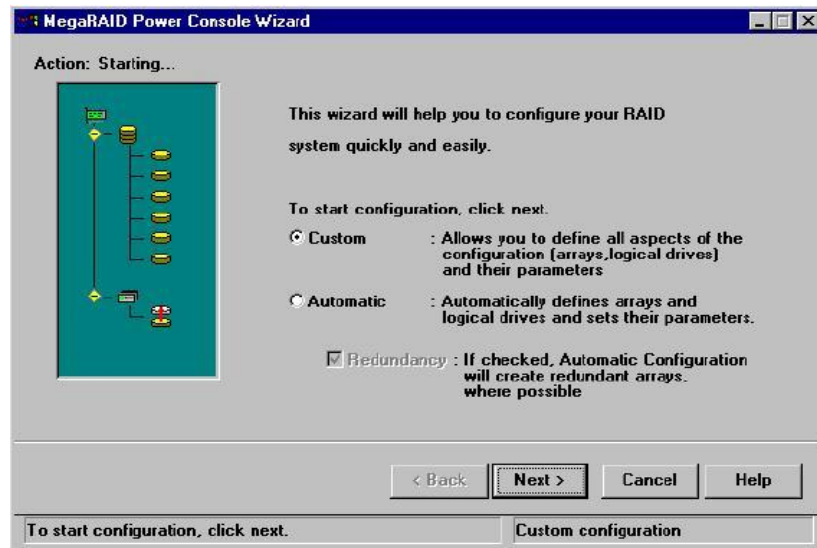 MegaRAID Power Console Wizard
Action: Starting...
This wizard will help you to configure your RAID
system quickly and easily.
To start configuration, click next.
Custom : Allows you to define all aspects of the
configuration (arrays,logical drives)
and their parameters
Automatic : Automatically defines arrays and
logical drives and sets their parameters.
Redundancy : If checked, Automatic Configuration
will create redundant arrays.
where possible
< Back Next > Cancel Help
To start configuration, click next. Custom configuration